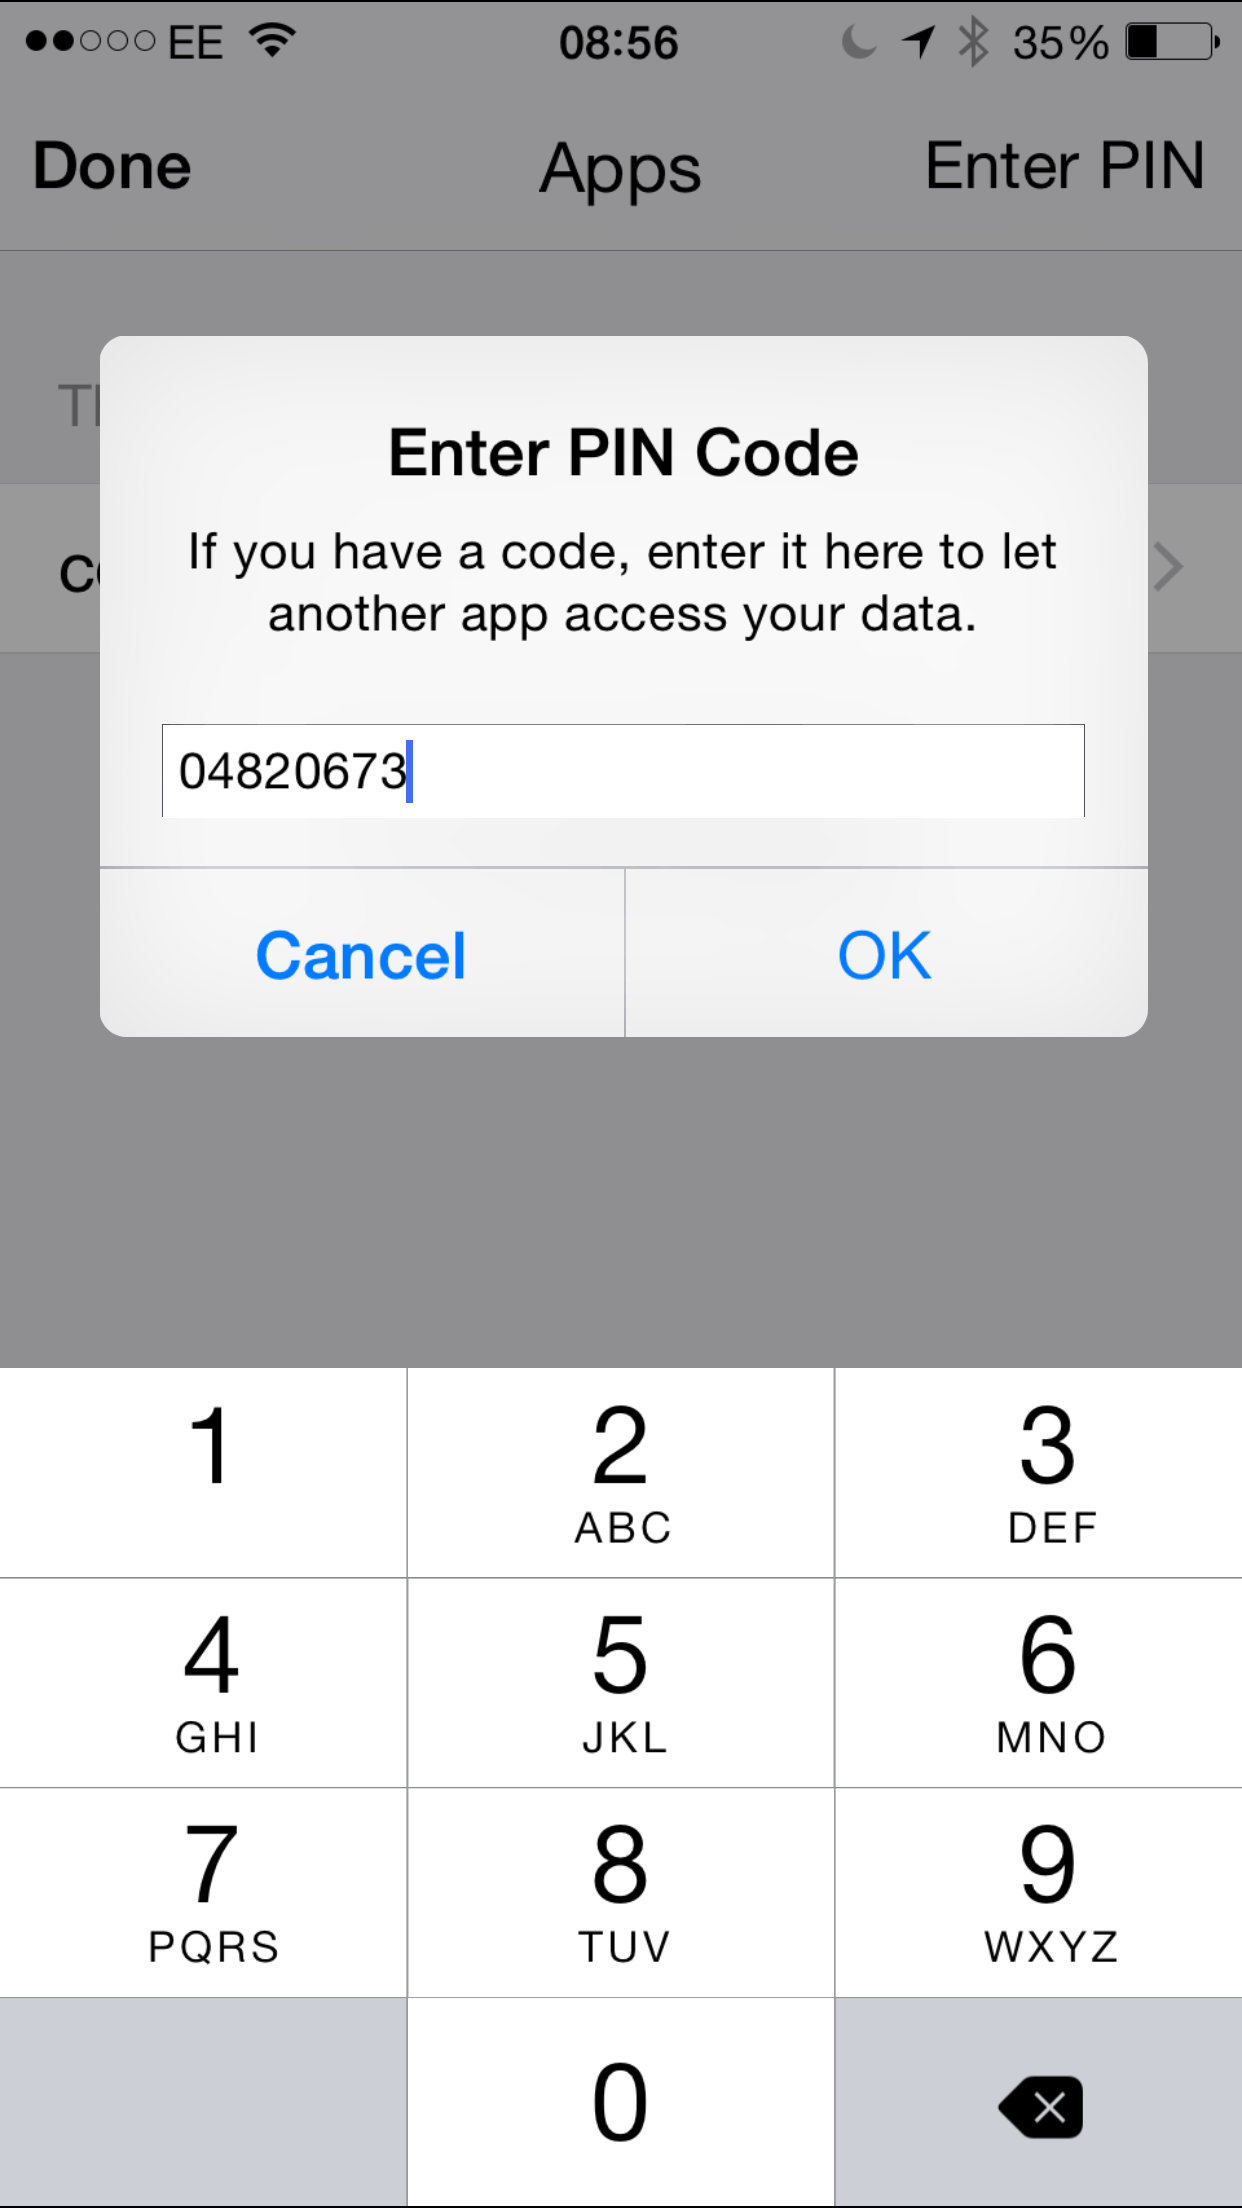 EE 08:56 35%
Done Apps Enter PIN
Enter PIN Code
If you have a code, enter it here to let
another app access your data.
04820673
Cancel OK
1 2 3
ABC DEF
4 5 6
GHI JKL MNO
7 8 9
PQRS TUV WXYZ
0